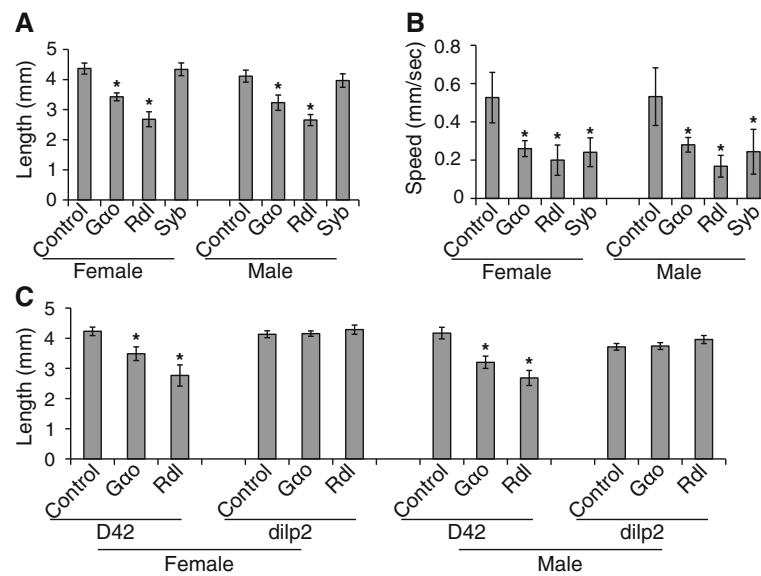 A
Length (mm)
5
4
3
2
1
0
*
*
*
*
Control
Gαo
Rdl
Syb
Control
Gαo
Rdl
Syb
Female
Male
B
Speed (mm/sec)
0.8
0.6
0.4
0.2
0
*
*
*
*
*
*
Control
Gαo
Rdl
Syb
Control
Gαo
Rdl
Syb
Female
Male
C
Length (mm)
5
4
3
2
1
0
*
*
*
*
Control
Gαo
Rdl
Control
Gαo
Rdl
Control
Gαo
Rdl
Control
Gαo
Rdl
D42
dilp2
D42
dilp2
Female
Male